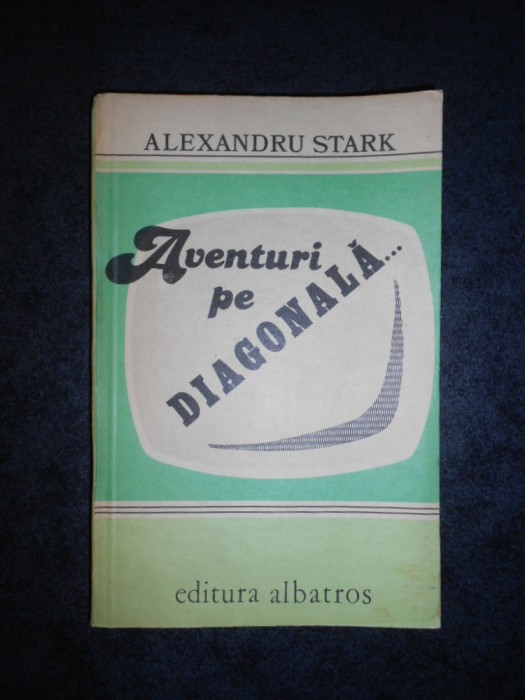 ALEXANDRU STARK
Aventuri
pe
DIAGONALĂ...
editura albatros